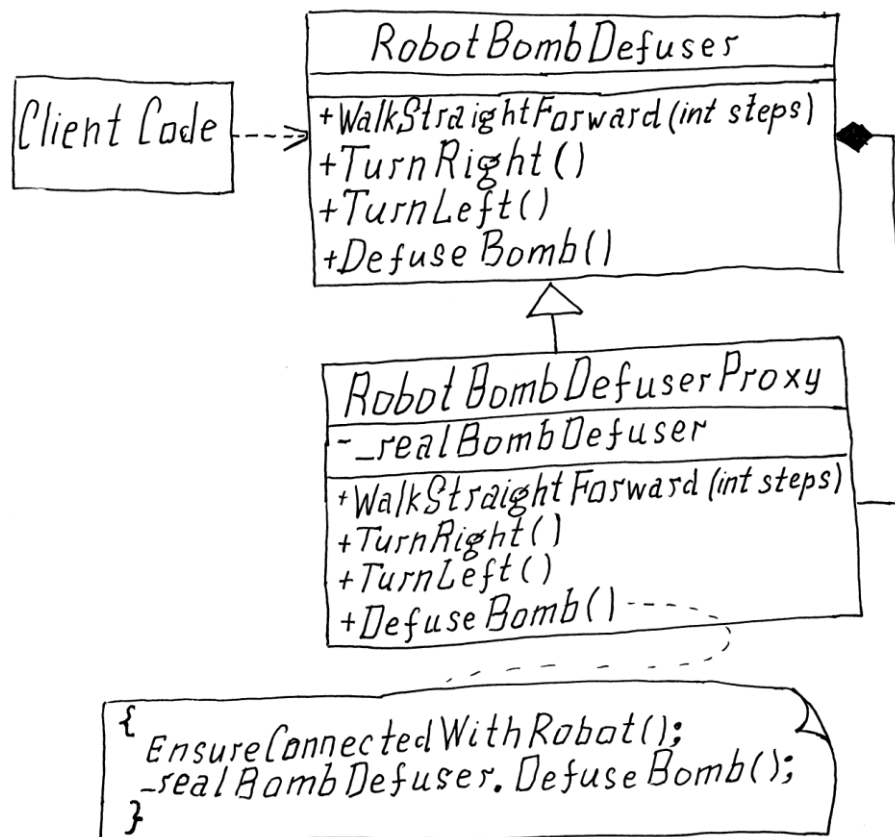 RobotBombDefuser
Client Code
+WalkStraightForward(int steps)
+TurnRight()
+TurnLeft()
+DefuseBomb()
RobotBombDefuserProxy
-_realBombDefuser
+WalkStraightForward(int steps)
+TurnRight()
+TurnLeft()
+DefuseBomb()
{
EnsureConnectedWithRobot();
_realBombDefuser.DefuseBomb();
}